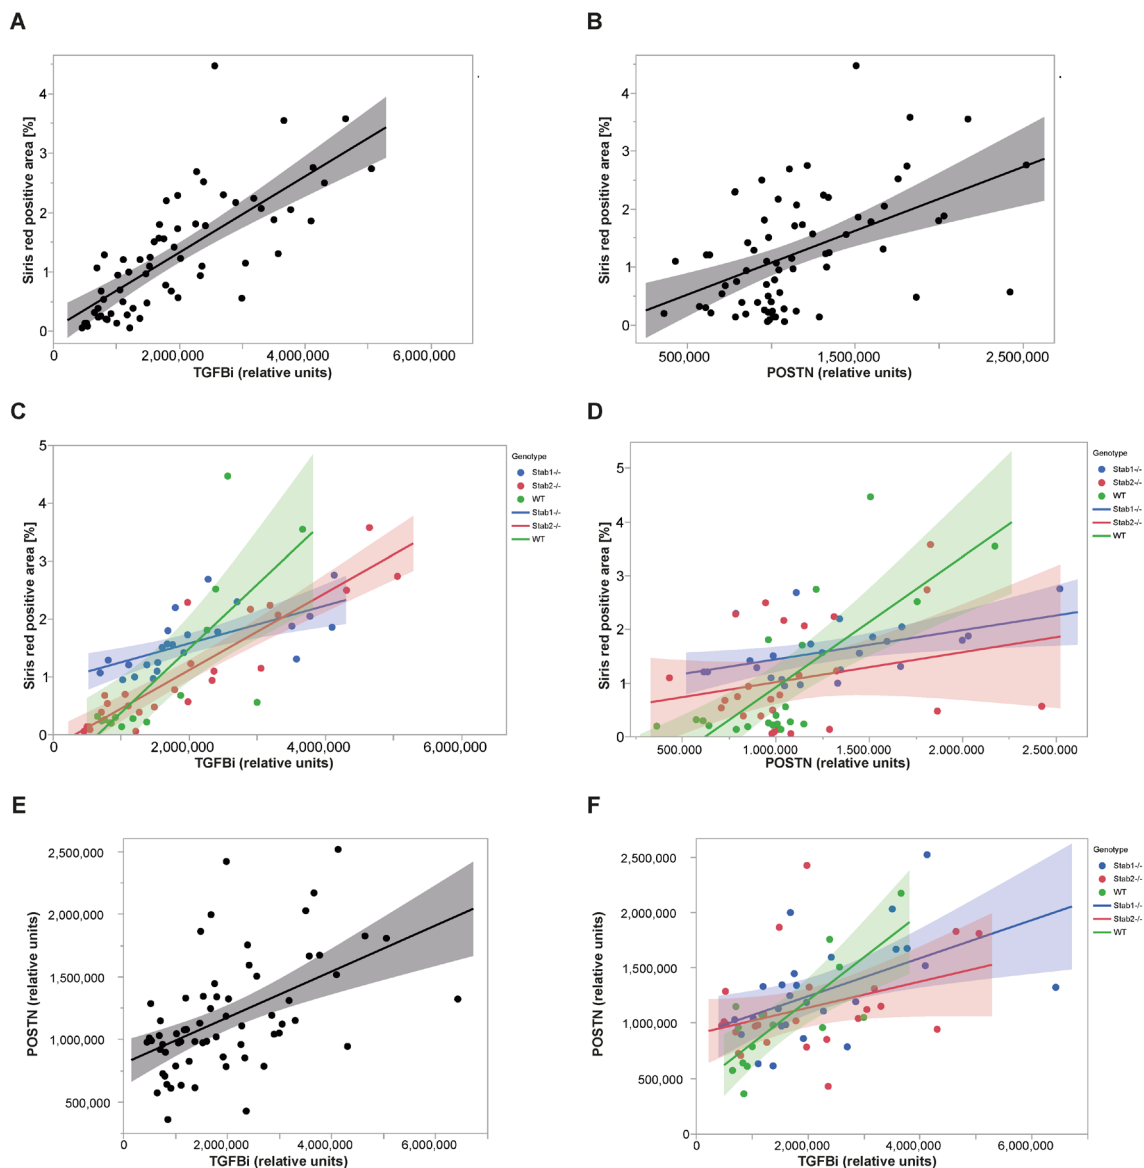 A
B
Siris red positive area [%]
4
3
2
1
0
0
2,000,000
4,000,000
6,000,000
TGFBi (relative units)
Siris red positive area [%]
4
3
2
1
0
500,000
1,500,000
2,500,000
POSTN (relative units)
C
D
Siris red positive area [%]
5
4
3
2
1
0
0
2,000,000
4,000,000
6,000,000
TGFBi (relative units)
Genotype
Stab1-/-
Stab2-/-
WT
Stab1-/-
Stab2-/-
WT
Siris red positive area [%]
5
4
3
2
1
0
500.000
1.000.000
1.500.000
2.000.000
2.500.000
POSTN (relative units)
Genotype
Stab1-/-
Stab2-/-
WT
Stab1-/-
Stab2-/-
WT
E
F
POSTN (relative units)
2,500,000
2,000,000
1,500,000
1,000,000
500,000
0
2,000,000
4,000,000
6,000,000
TGFBi (relative units)
POSTN (relative units)
2,500,000
2,000,000
1,500,000
1,000,000
500,000
0
0
2,000,000
4,000,000
6,000,000
TGFBi (relative units)
Genotype
Stab1-/-
Stab2-/-
WT
Stab1-/-
Stab2-/-
WT